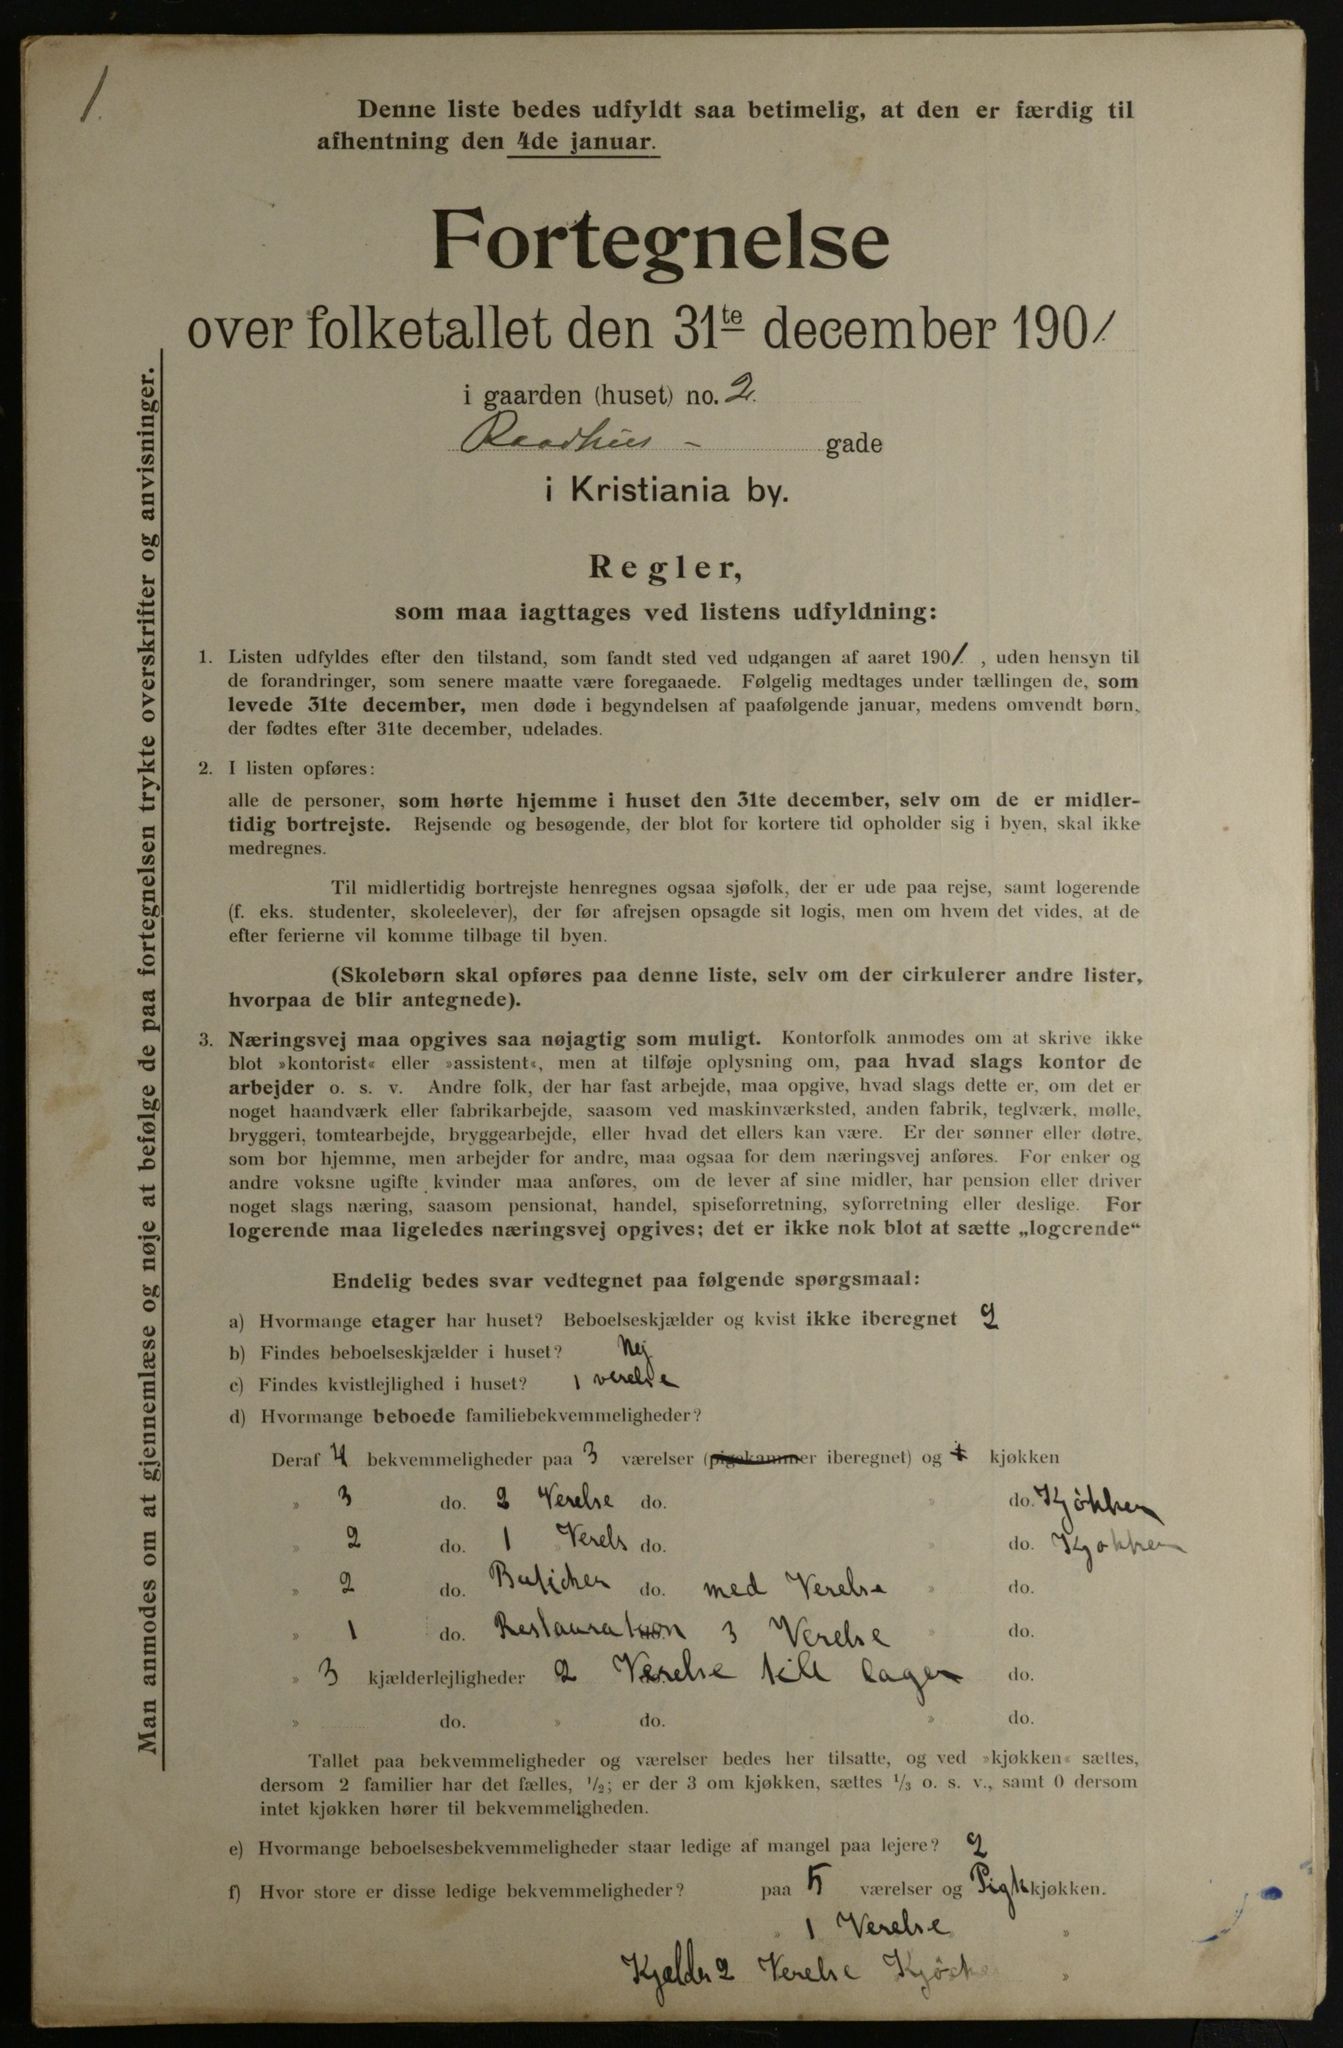 1.
Denne liste bedes udfyldt saa betimelig, at den er færdig til
afhentning den 4de januar.
Fortegnelse
over folketallet den 31te december 1901.
i gaarden (huset) no. 2.
Raadhus - gade
i Kristiania by.
Regler,
som maa iagttages ved listens udfyldning:
1. Listen udfyldes efter den tilstand, som fandt sted ved udgangen af aaret 1901. , uden hensyn til
de forandringer, som senere maatte være foregaaede. Følgelig medtages under tællingen de, som
levede 31te december, men døde i begyndelsen af paafølgende januar, medens omvendt børn,
der fødtes efter 31te december, udelades.
2. I listen opføres:
alle de personer, som hørte hjemme i huset den 31te december, selv om de er midler-
tidig bortrejste. Rejsende og besøgende, der blot for kortere tid opholder sig i byen, skal ikke
medregnes.
Til midlertidig bortrejste henregnes ogsaa sjøfolk, der er ude paa rejse, samt logerende
(f. eks. studenter, skoleelever), der før afrejsen opsagde sit logis, men om hvem det vides, at de
efter ferierne vil komme tilbage til byen.
(Skolebørn skal opføres paa denne liste, selv om der cirkulerer andre lister,
hvorpaa de blir antegnede).
3. Næringsvej maa opgives saa nøjagtig som muligt. Kontorfolk anmodes om at skrive ikke
blot »kontorist« eller »assistent«, men at tilføje oplysning om, paa hvad slags kontor de
arbejder o. s. v. Andre folk, der har fast arbejde, maa opgive, hvad slags dette er, om det er
noget haandværk eller fabrikarbejde, saasom ved maskinværksted, anden fabrik, teglværk, mølle,
bryggeri, tomtearbejde, bryggearbejde, eller hvad det ellers kan være. Er der sønner eller døtre,
som bor hjemme, men arbejder for andre, maa ogsaa for dem næringsvej anføres. For enker og
andre voksne ugifte kvinder maa anføres, om de lever af sine midler, har pension eller driver
noget slags næring, saasom pensionat, handel, spiseforretning, syforretning eller deslige. For
logerende maa ligeledes næringsvej opgives; det er ikke nok blot at sætte „logerende“
Endelig bedes svar vedtegnet paa følgende spørgsmaal:
a) Hvormange etager har huset? Beboelseskjælder og kvist ikke iberegnet 2
b) Findes beboelseskjælder i huset? Nej
c) Findes kvistlejlighed i huset? 1 verelse
d) Hvormange beboede familiebekvemmeligheder?
Deraf 4 bekvemmeligheder paa 3 værelser (pigekammer iberegnet) og 1 kjøkken
» 3 do. 2 Verelse do. » do. Kjøkken
» 2 do. 1 Verels do. » do. Kjøkken
» 2 do. Buticker do. med Verelse » do.
» 1 do. Restauration 3 Verelse » do.
» 3 kjælderlejligheder 2 Verelse till lager do.
» do. » do. » do.
Tallet paa bekvemmeligheder og værelser bedes her tilsatte, og ved »kjøkken« sættes,
dersom 2 familier har det fælles, 1/2; er der 3 om kjøkken, sættes 1/3 o. s. v., samt 0 dersom
intet kjøkken hører til bekvemmeligheden.
e) Hvormange beboelsesbekvemmeligheder staar ledige af mangel paa lejere? 2
f) Hvor store er disse ledige bekvemmeligheder? paa 5 værelser og Pigk kjøkken.
» 1 Verelse »
Kjælder 2 Verelse Kjøcke »
Man anmodes om at gjennemlæse og nøje at befølge de paa fortegnelsen trykte overskrifter og anvisninger.